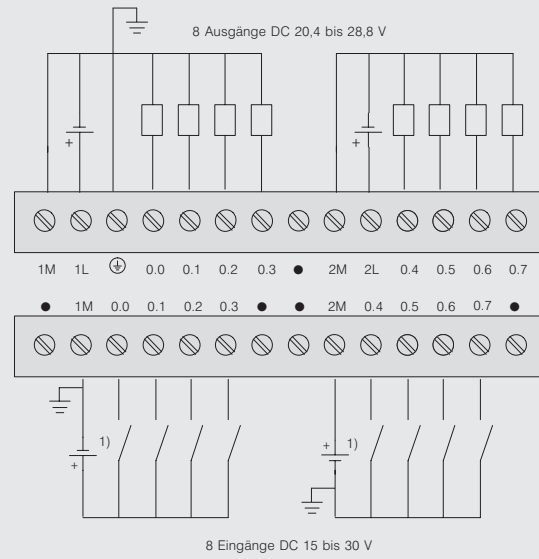 8 Ausgänge DC 20,4 bis 28,8 V
+ +
1M 1L 0.0 0.1 0.2 0.3 ● 2M 2L 0.4 0.5 0.6 0.7
● 1M 0.0 0.1 0.2 0.3 ● ● 2M 0.4 0.5 0.6 0.7 ●
1) + 1)
+
8 Eingänge DC 15 bis 30 V